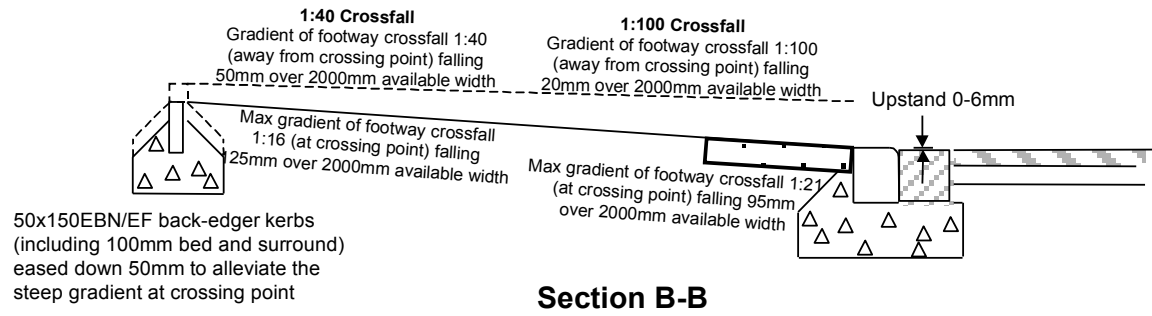 1:40 Crossfall
Gradient of footway crossfall 1:40
(away from crossing point) falling
50mm over 2000mm available width
1:100 Crossfall
Gradient of footway crossfall 1:100
(away from crossing point) falling
20mm over 2000mm available width
Upstand 0-6mm
Max gradient of footway crossfall
1:16 (at crossing point) falling
125mm over 2000mm available width
Max gradient of footway crossfall 1:21
(at crossing point) falling 95mm
over 2000mm available width
50x150EBN/EF back-edger kerbs
(including 100mm bed and surround)
eased down 50mm to alleviate the
steep gradient at crossing point
Section B-B